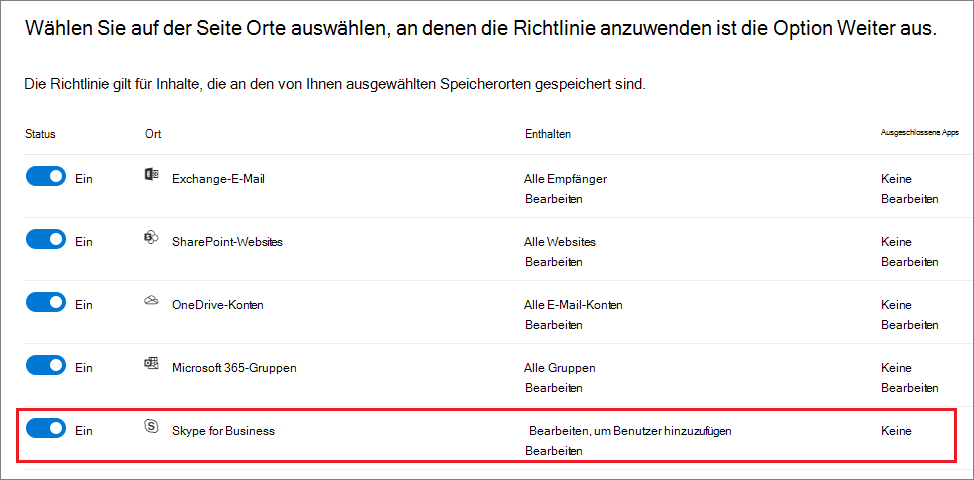 Wählen Sie auf der Seite Orte auswählen, an denen die Richtlinie anzuwenden ist die Option Weiter aus.
Die Richtlinie gilt für Inhalte, die an den von Ihnen ausgewählten Speicherorten gespeichert sind.
Status Ort Enthalten Ausgeschlossene Apps
Ein Exchange-E-Mail Alle Empfänger Keine
Bearbeiten Bearbeiten
Ein SharePoint-Websites Alle Websites Keine
Bearbeiten Bearbeiten
Ein OneDrive-Konten Alle E-Mail-Konten Keine
Bearbeiten Bearbeiten
Ein Microsoft 365-Gruppen Alle Gruppen Keine
Bearbeiten Bearbeiten
Ein Skype for Business Bearbeiten, um Benutzer hinzuzufügen Keine
Bearbeiten